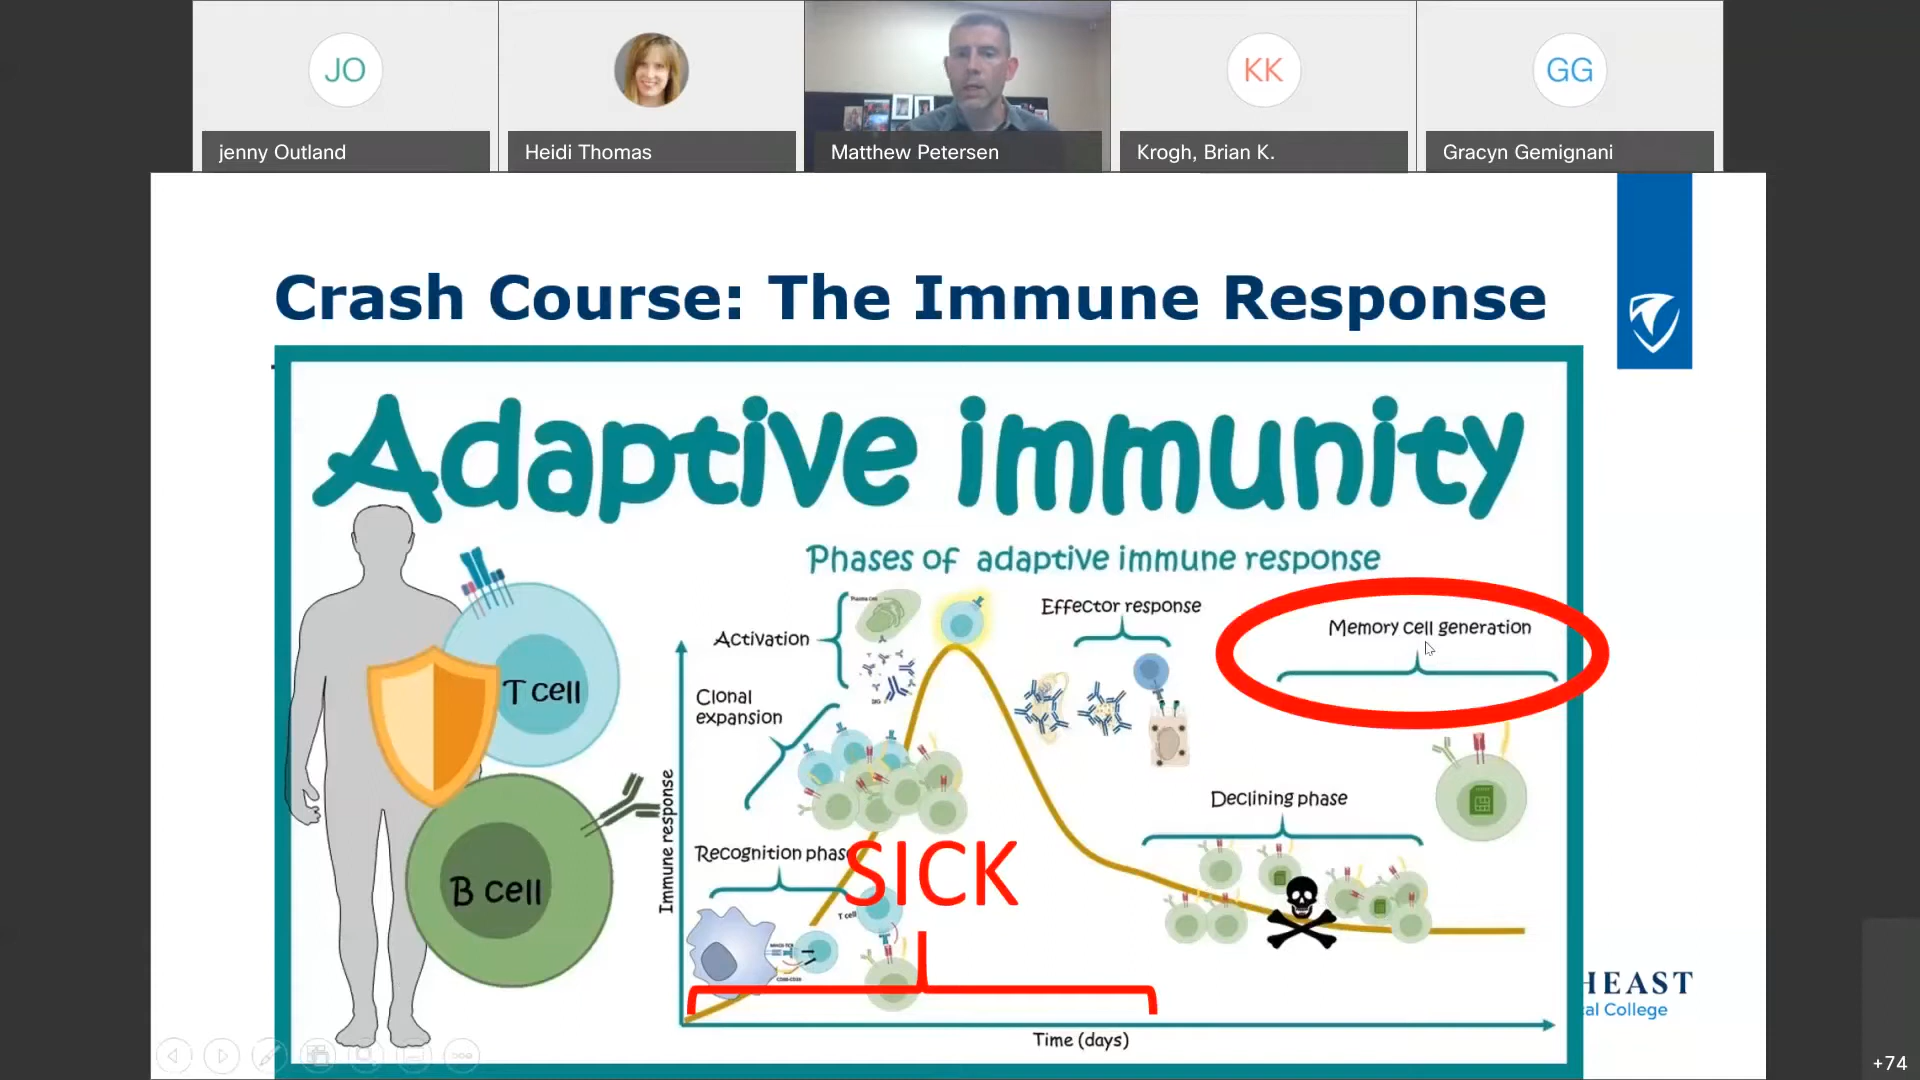 JO
KK
GG
jenny Outland
Heidi Thomas
Matthew Petersen
Krogh, Brian K.
Gracyn Gemignani
Crash Course: The Immune Response
Adaptive immunity
Phases of adaptive immune response
Activation
Effector response
Memory cell generation
Clonal
expansion
T cell
B cell
Immune response
Recognition phase
SICK
T cell
Declining phase
Time (days)
HEAST
al College
+74